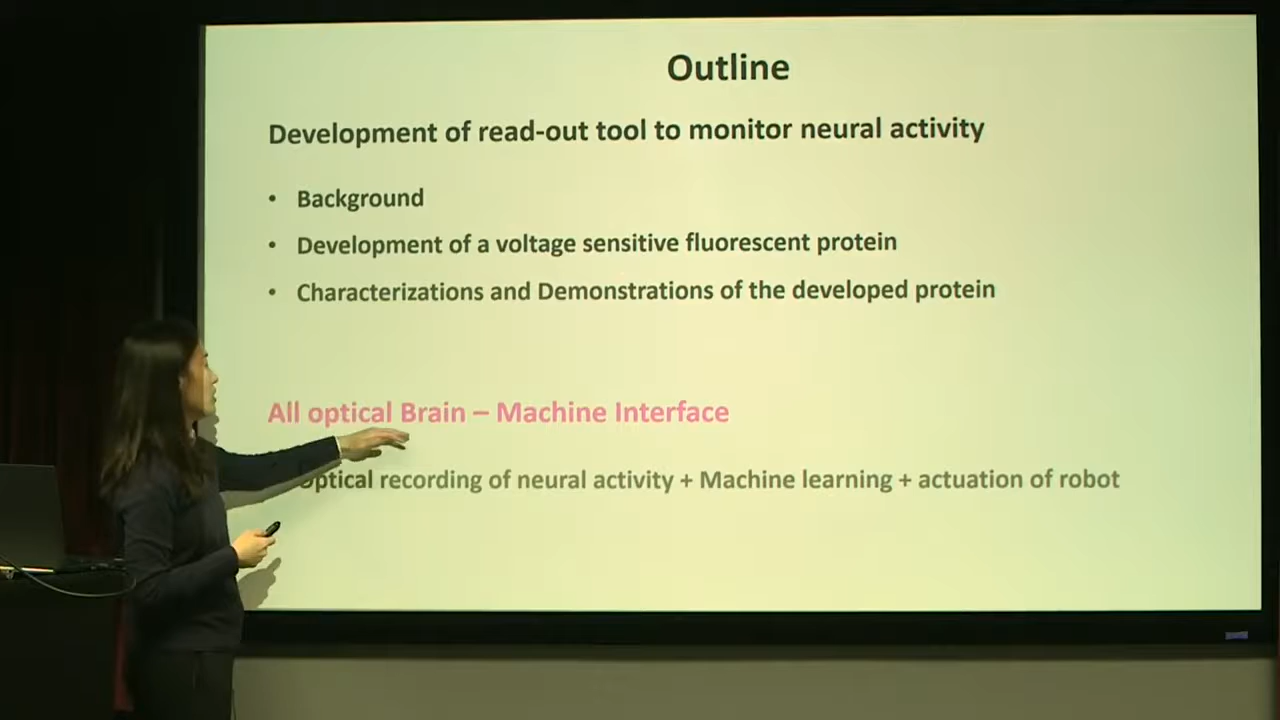 Outline
Development of read-out tool to monitor neural activity
• Background
• Development of a voltage sensitive fluorescent protein
• Characterizations and Demonstrations of the developed protein
All optical Brain – Machine Interface
optical recording of neural activity + Machine learning + actuation of robot